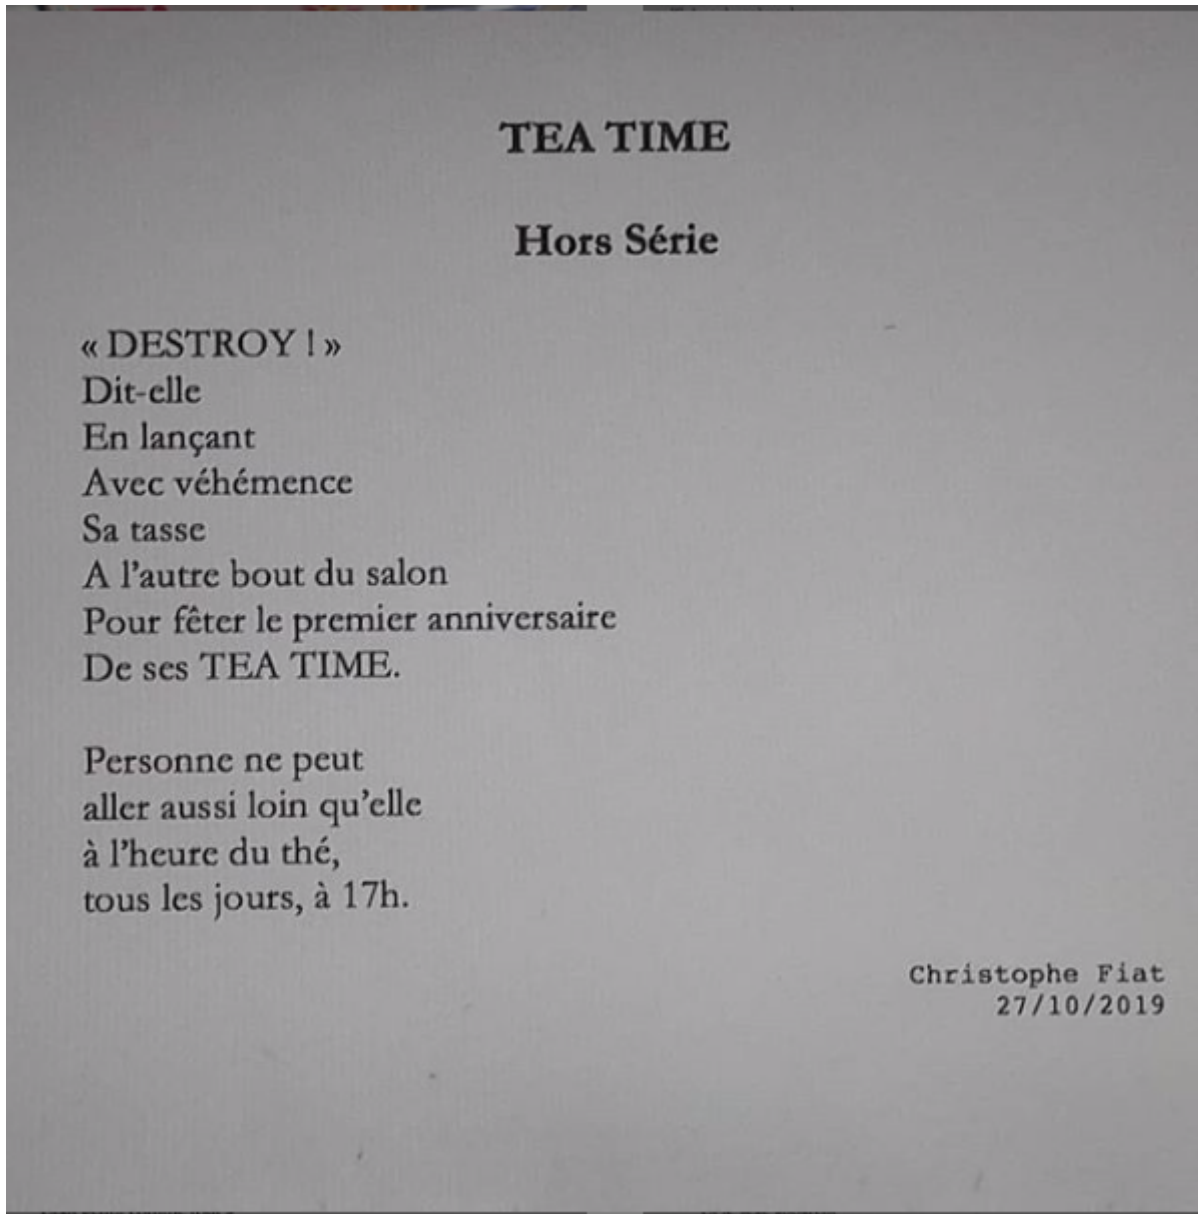 TEA TIME
Hors Série
« DESTROY ! »
Dit-elle
En lançant
Avec véhémence
Sa tasse
A l'autre bout du salon
Pour fêter le premier anniversaire
De ses TEA TIME.
Personne ne peut
aller aussi loin qu'elle
à l'heure du thé,
tous les jours, à 17h.
Christophe Fiat
27/10/2019